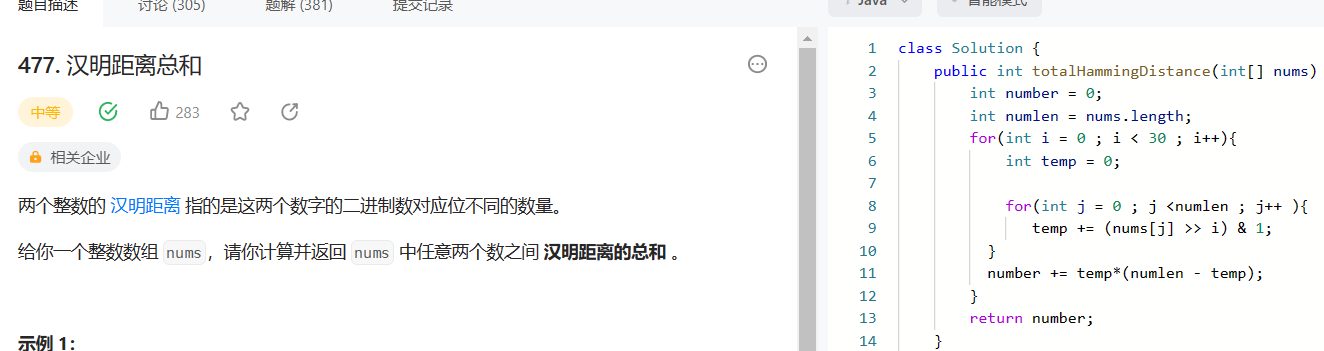 题目描述 讨论 (305) 题解 (381) 提交记录
477. 汉明距离总和
中等 283
相关企业
两个整数的 汉明距离 指的是这两个数字的二进制数对应位不同的数量。
给你一个整数数组 nums，请你计算并返回 nums 中任意两个数之间 汉明距离的总和 。
示例 1：
Java 智能模式
1 class Solution {
2 public int totalHammingDistance(int[] nums)
3 int number = 0;
4 int numlen = nums.length;
5 for(int i = 0 ; i < 30 ; i++){
6 int temp = 0;
7
8 for(int j = 0 ; j <numlen ; j++ ){
9 temp += (nums[j] >> i) & 1;
10 }
11 number += temp*(numlen - temp);
12 }
13 return number;
14 }